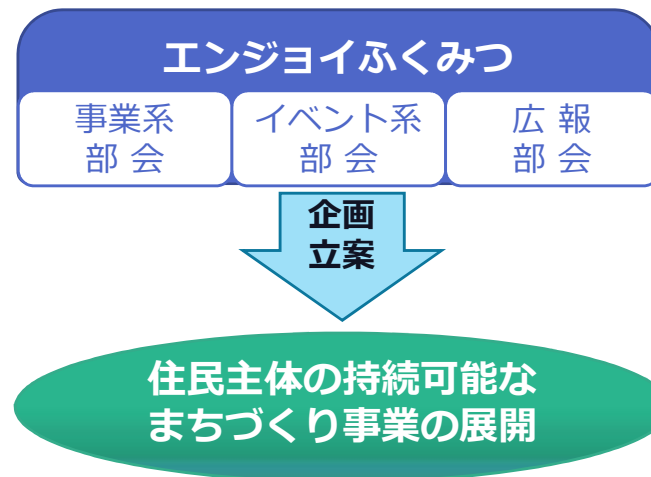 エンジョイふくみつ
事業系 イベント系 広 報
部 会 部 会 部 会
企画
立案
住民主体の持続可能な
まちづくり事業の展開